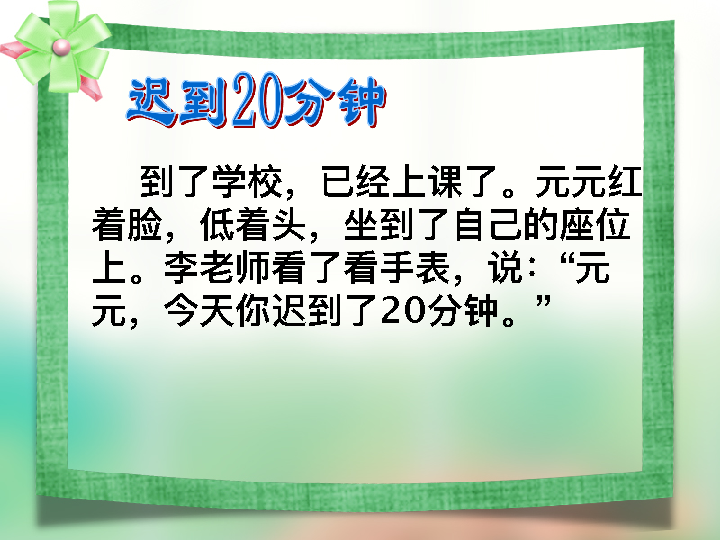 迟到20分钟
到了学校，已经上课了。元元红
着脸，低着头，坐到了自己的座位
上。李老师看了看手表，说：“元
元，今天你迟到了20分钟。”